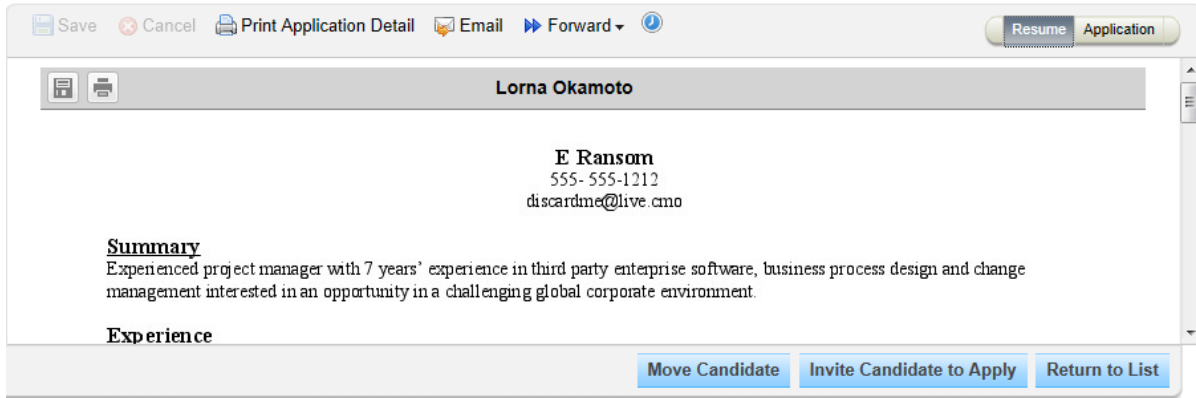 Save Cancel Print Application Detail Email Forward Resume Application
Lorna Okamoto
E Ransom
555- 555-1212
discardme@live.cmo
Summary
Experienced project manager with 7 years’ experience in third party enterprise software, business process design and change
management interested in an opportunity in a challenging global corporate environment.
Experience
Move Candidate Invite Candidate to Apply Return to List